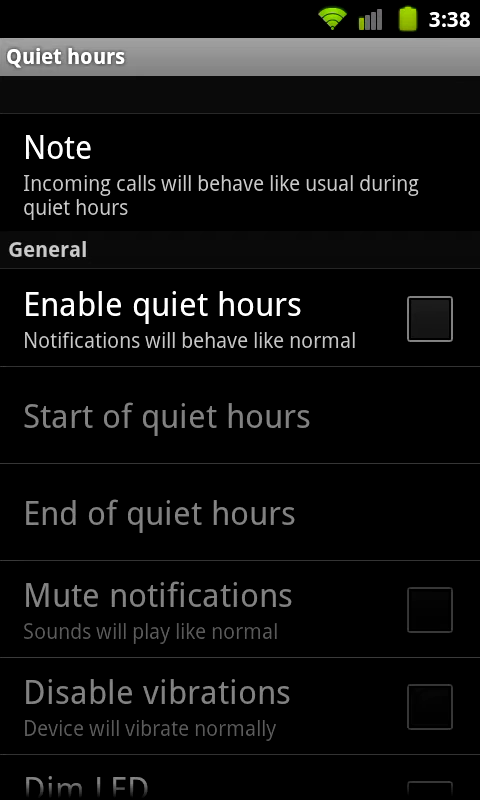 3:38
Quiet hours
Note
Incoming calls will behave like usual during
quiet hours
General
Enable quiet hours
Notifications will behave like normal
Start of quiet hours
End of quiet hours
Mute notifications
Sounds will play like normal
Disable vibrations
Device will vibrate normally
Dim LED